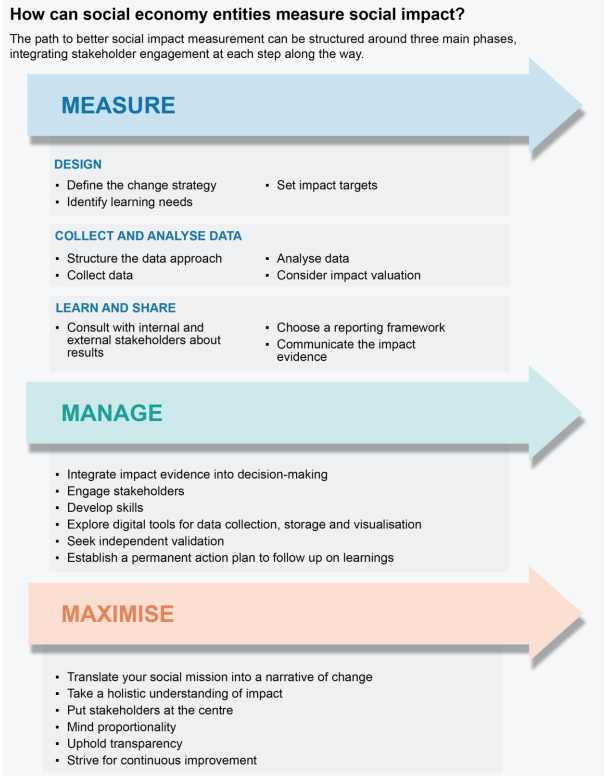 How can social economy entities measure social impact?
The path to better social impact measurement can be structured around three main phases,
integrating stakeholder engagement at each step along the way.
MEASURE
DESIGN
▪ Define the change strategy
▪ Identify learning needs
▪ Set impact targets
COLLECT AND ANALYSE DATA
▪ Structure the data approach
▪ Collect data
▪ Analyse data
▪ Consider impact valuation
LEARN AND SHARE
▪ Consult with internal and
external stakeholders about
results
▪ Choose a reporting framework
▪ Communicate the impact
evidence
MANAGE
▪ Integrate impact evidence into decision-making
▪ Engage stakeholders
▪ Develop skills
▪ Explore digital tools for data collection, storage and visualisation
▪ Seek independent validation
▪ Establish a permanent action plan to follow up on learnings
MAXIMISE
▪ Translate your social mission into a narrative of change
▪ Take a holistic understanding of impact
▪ Put stakeholders at the centre
▪ Mind proportionality
▪ Uphold transparency
▪ Strive for continuous improvement